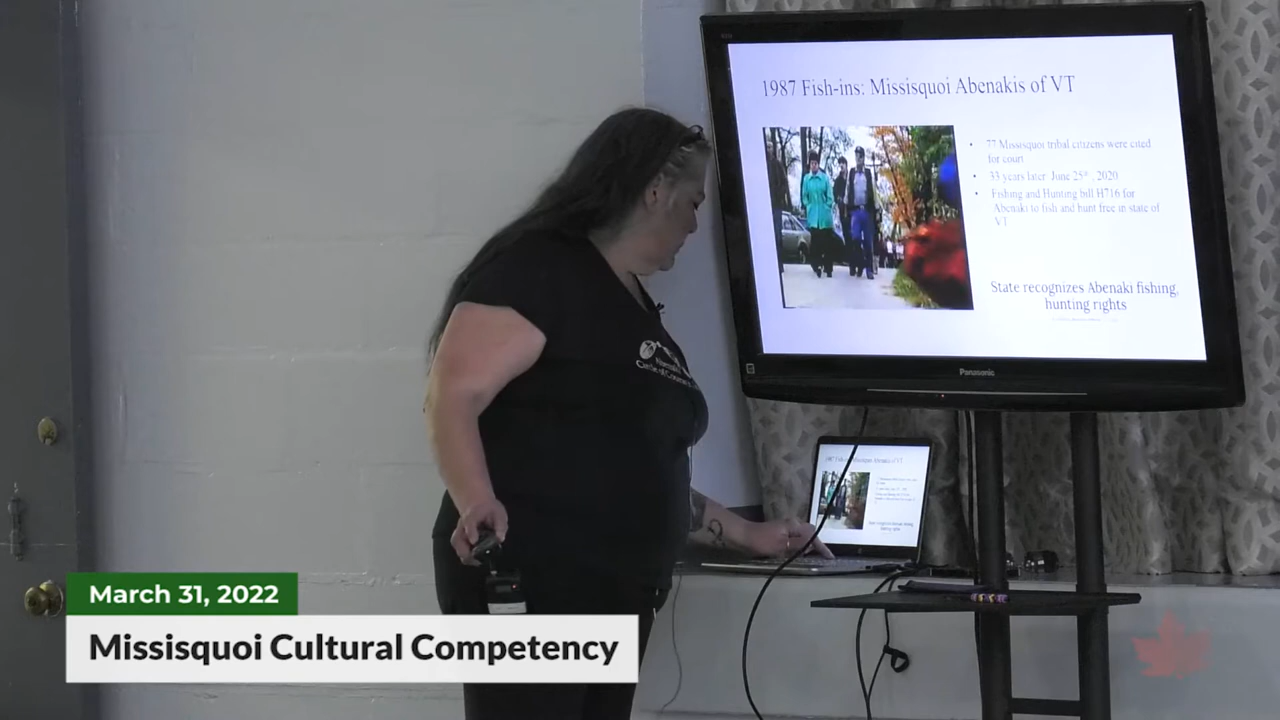 1987 Fish-ins: Missisquoi Abenakis of VT
77 Missisquoi tribal citizens were cited
for court
33 years later June 25th, 2020
Fishing and Hunting bill H716 for
Abenaki to fish and hunt free in state of
VT
State recognizes Abenaki fishing,
hunting rights
Panasonic
March 31, 2022
Missisquoi Cultural Competency